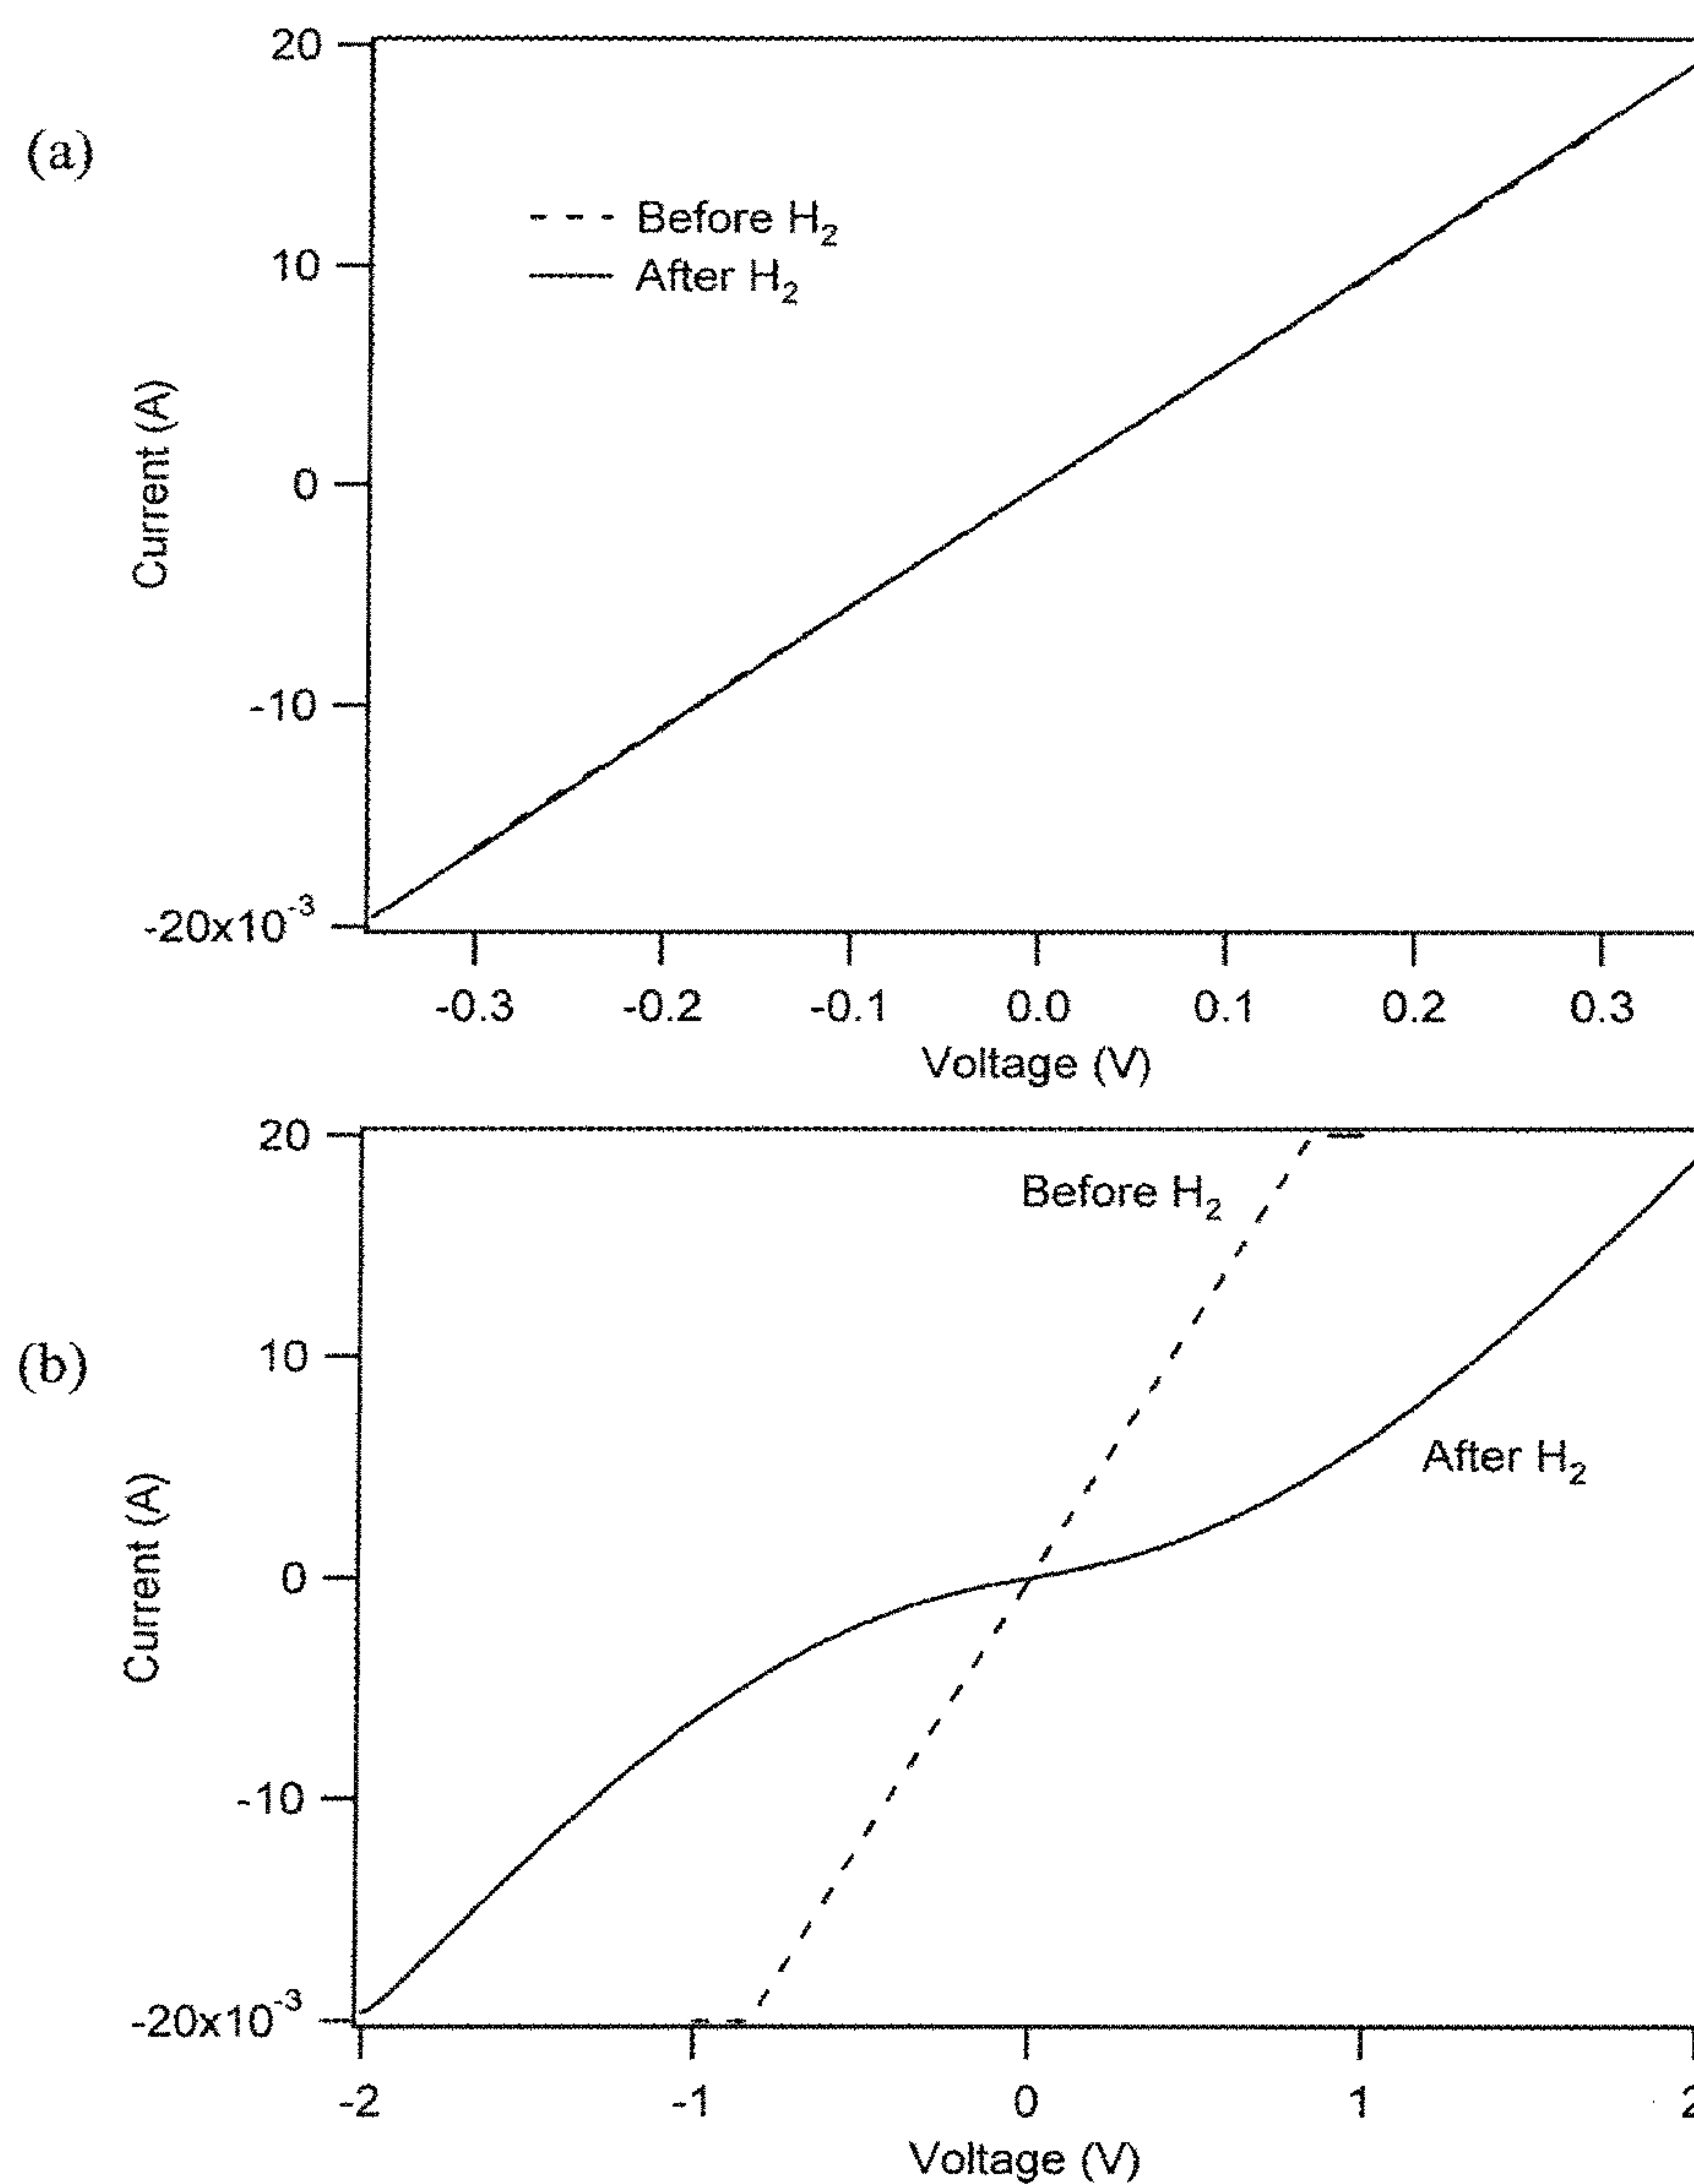 20
(a)
Before H₂
10
After H₂
Current (A)
0
-10
-20x10⁻³
-0.3 -0.2 -0.1 0.0 0.1 0.2 0.3
Voltage (V)
20
Before H₂
(b)
10
After H₂
Current (A)
0
-10
-20x10⁻³
-2 -1 0 1 2
Voltage (V)